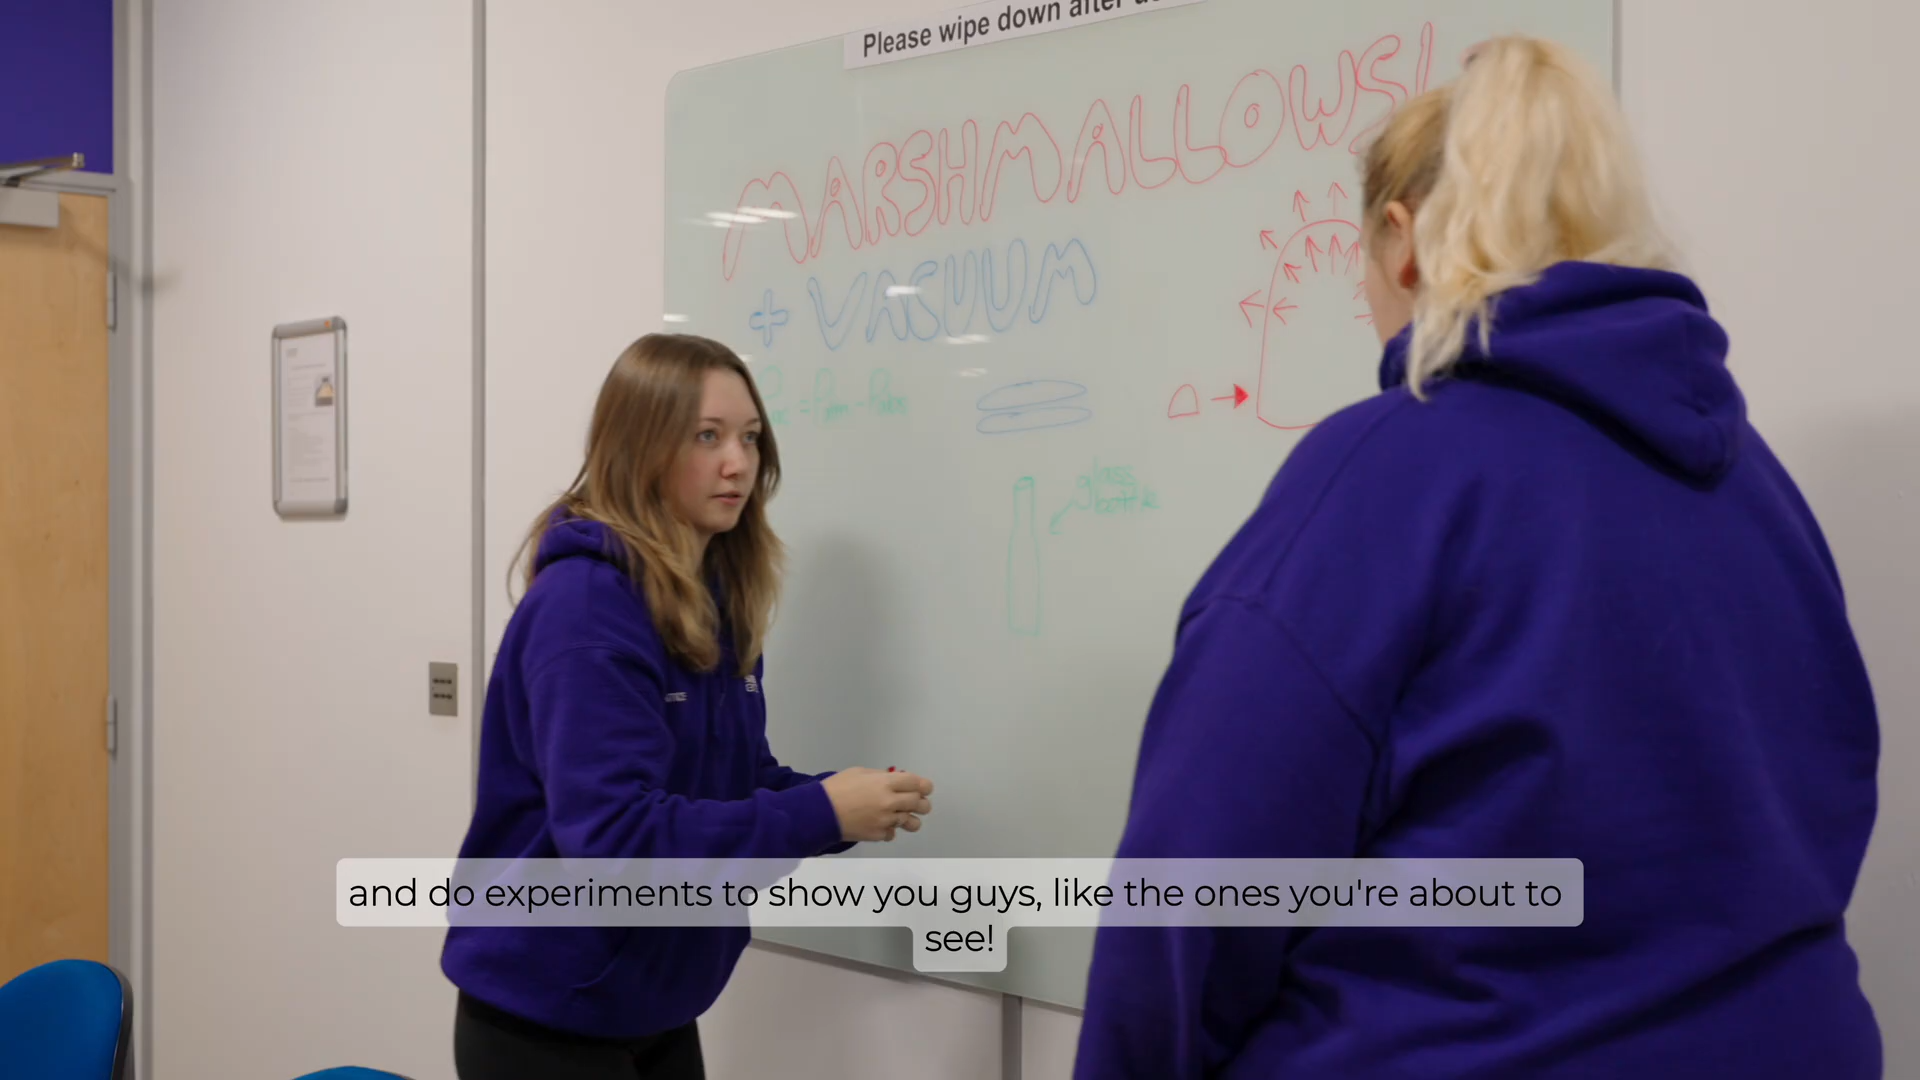 Please wipe down after
MARSHMALLOWS!
+ VACUUM
glass
bottle
and do experiments to show you guys, like the ones you're about to
see!